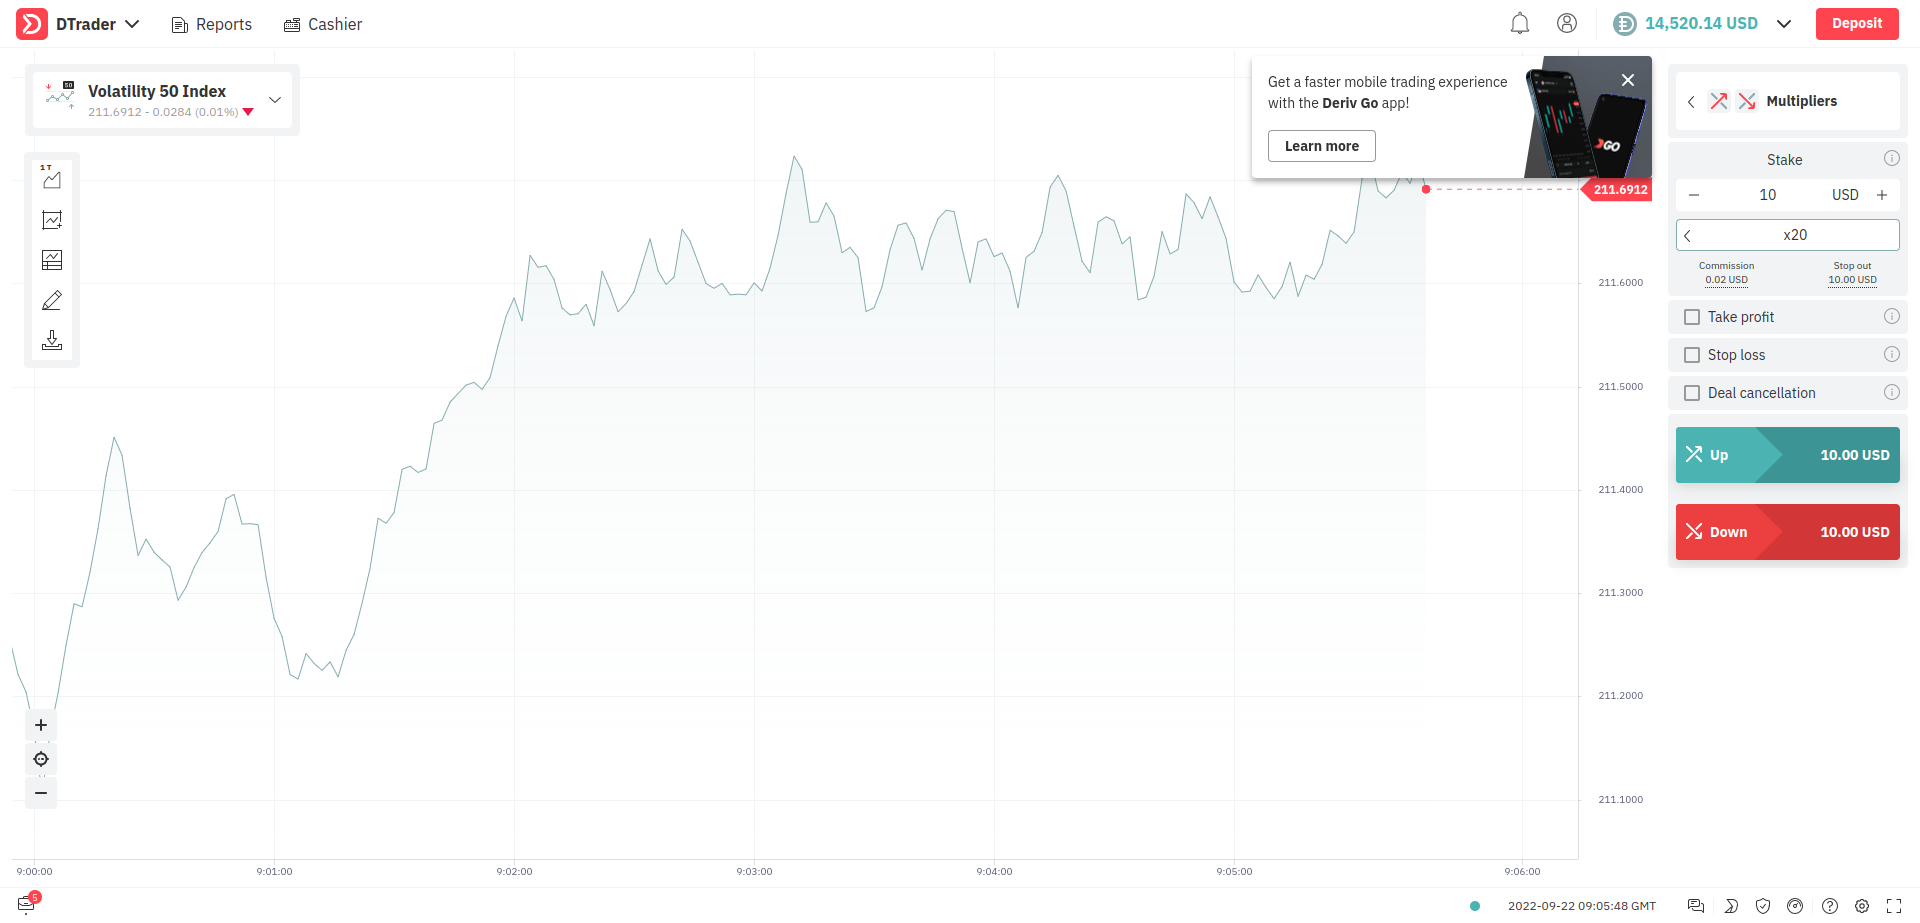 DTrader
Reports
Cashier
14,520.14 USD
Deposit
50
Volatility 50 Index
211.6912 - 0.0284 (0.01%)
1 T
Get a faster mobile trading experience
with the Deriv Go app!
Learn more
GO
Multipliers
Stake
10
USD
x20
Commission
0.02 USD
Stop out
10.00 USD
Take profit
Stop loss
Deal cancellation
Up
10.00 USD
Down
10.00 USD
211.6912
211.6000
211.5000
211.4000
211.3000
211.2000
211.1000
9:00:00
9:01:00
9:02:00
9:03:00
9:04:00
9:05:00
9:06:00
5
2022-09-22 09:05:48 GMT